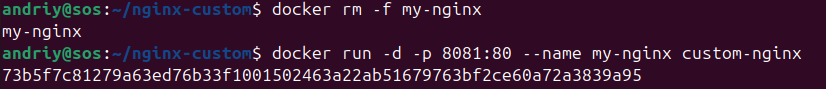 andriy@sos:~/nginx-custom$ docker rm -f my-nginx
my-nginx
andriy@sos:~/nginx-custom$ docker run -d -p 8081:80 --name my-nginx custom-nginx
73b5f7c81279a63ed76b33f1001502463a22ab51679763bf2ce60a72a3839a95